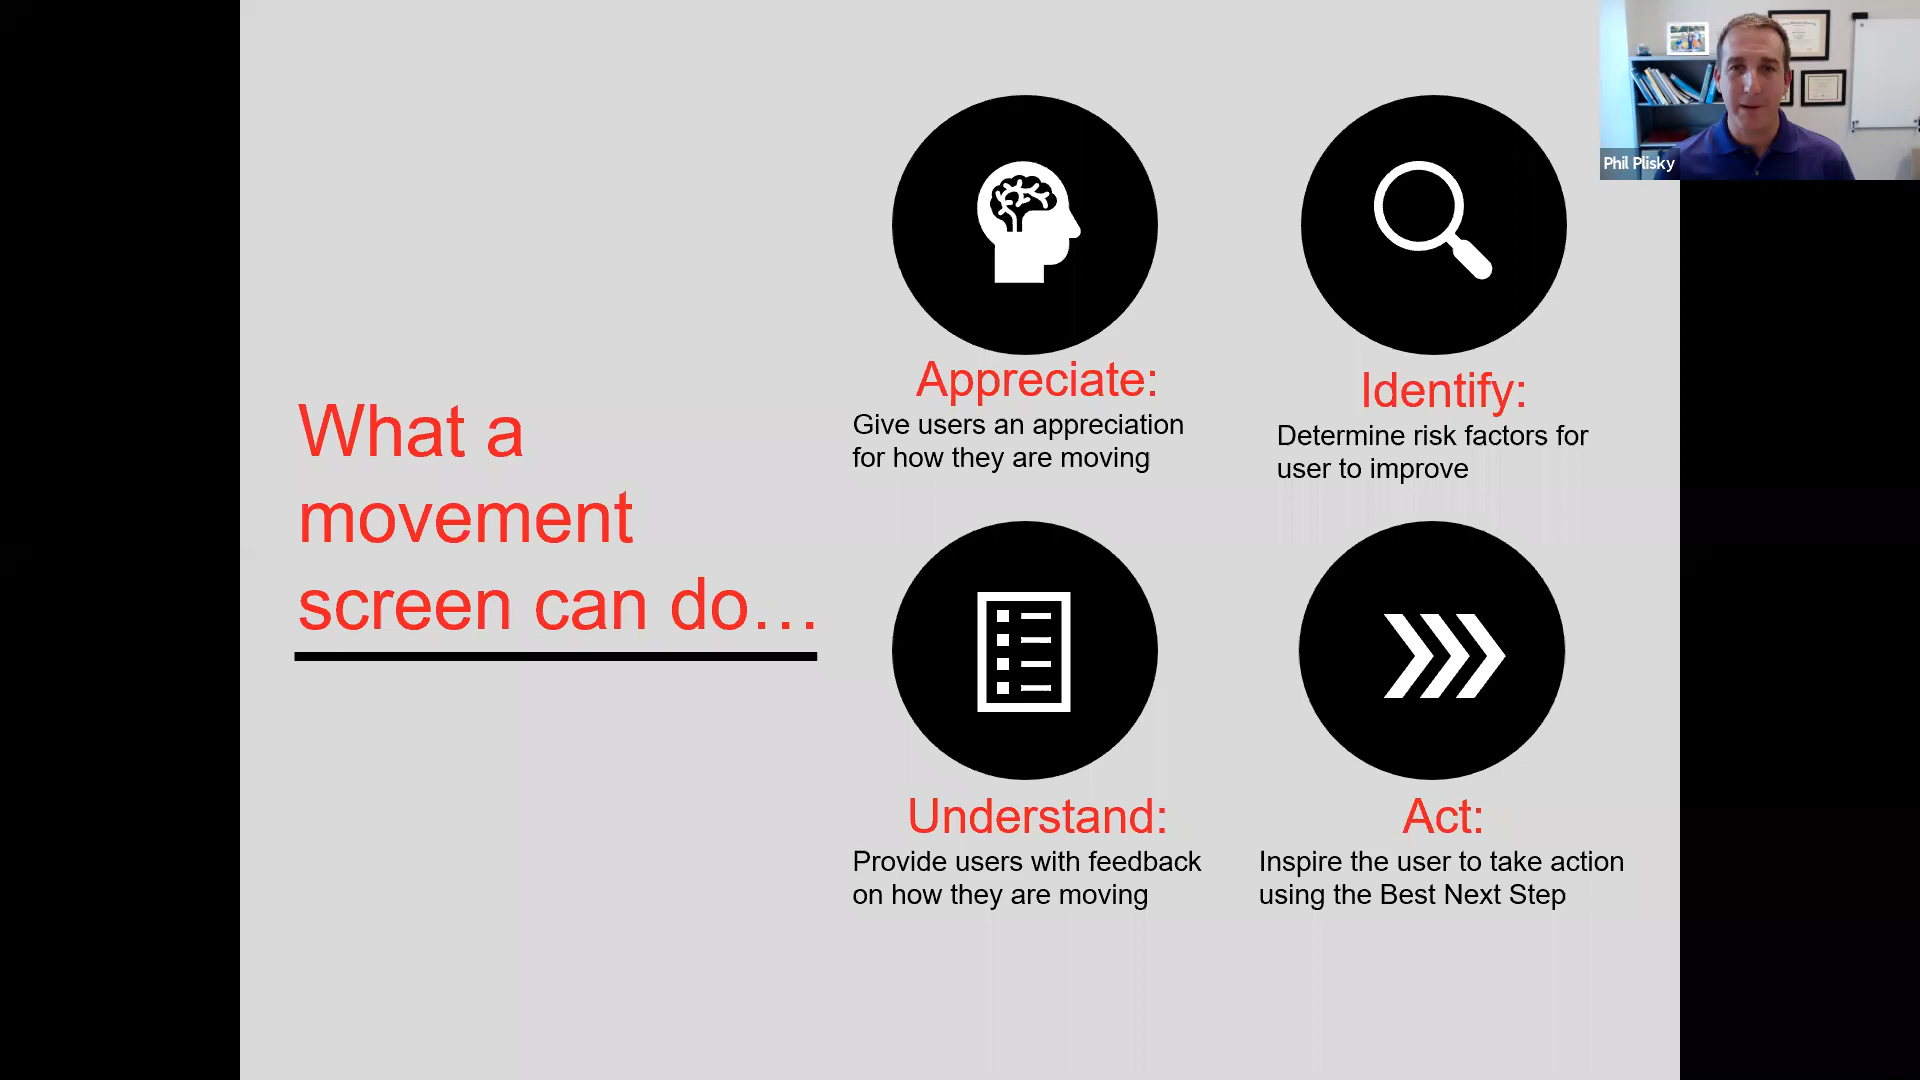 What a
movement
screen can do…
Appreciate:
Give users an appreciation
for how they are moving
Identify:
Determine risk factors for
user to improve
Understand:
Provide users with feedback
on how they are moving
Act:
Inspire the user to take action
using the Best Next Step
Phil Plisky